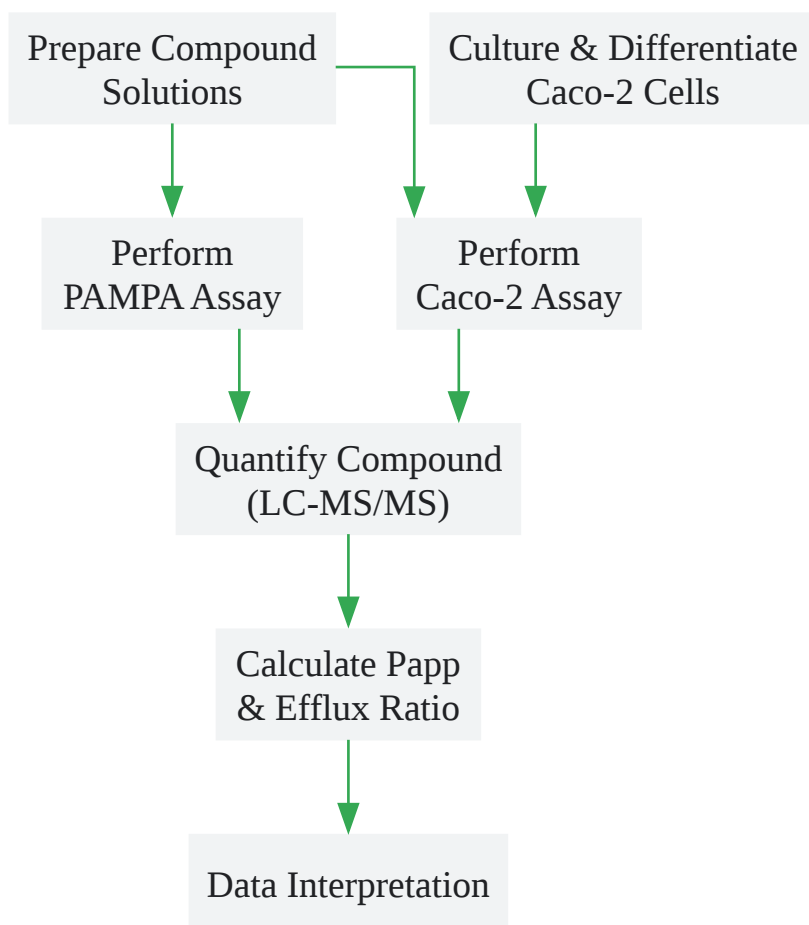 Prepare Compound
Solutions
Culture & Differentiate
Caco-2 Cells
Perform
PAMPA Assay
Perform
Caco-2 Assay
Quantify Compound
(LC-MS/MS)
Calculate Papp
& Efflux Ratio
Data Interpretation